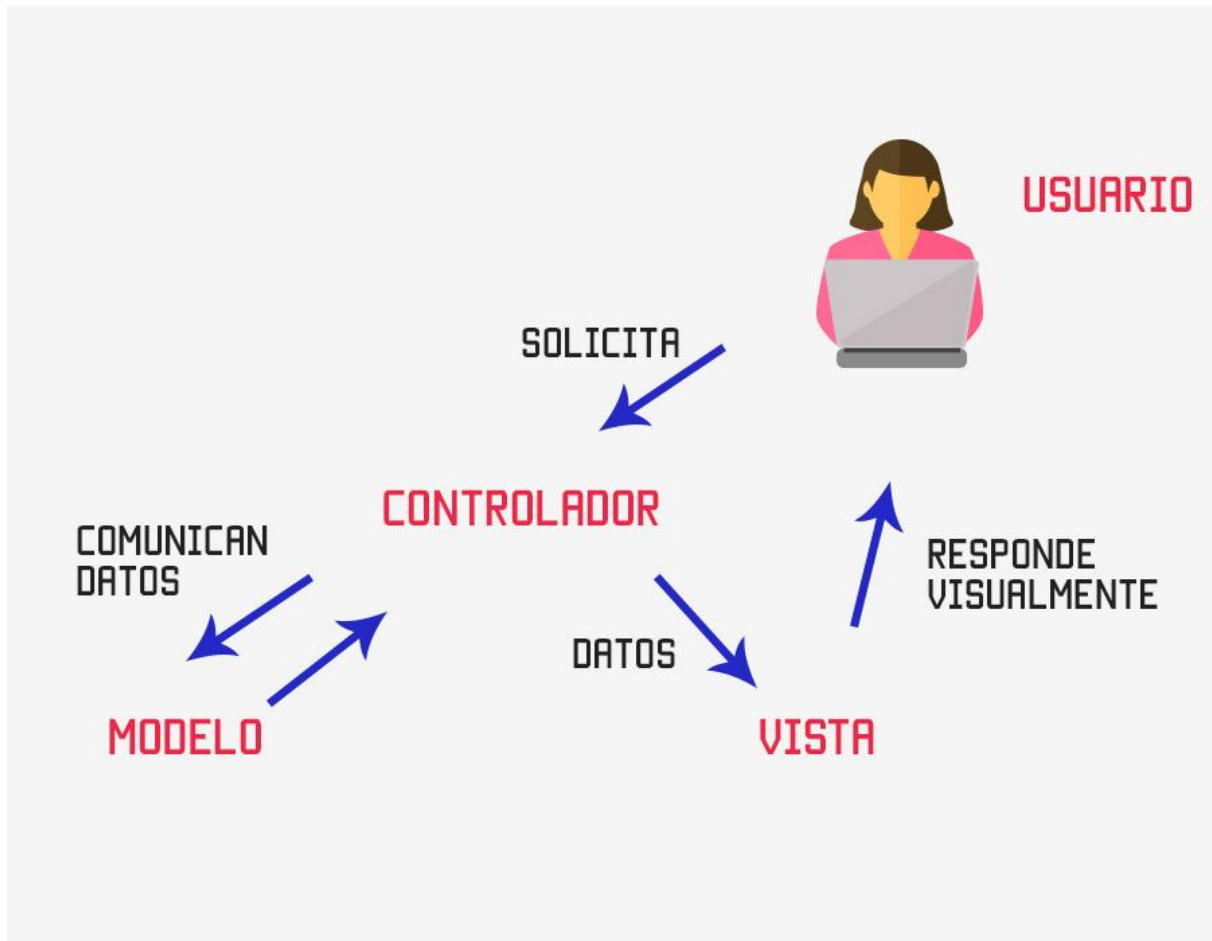 USUARIO
SOLICITA
CONTROLADOR
COMUNICAN
DATOS
RESPONDE
VISUALMENTE
DATOS
MODELO
VISTA